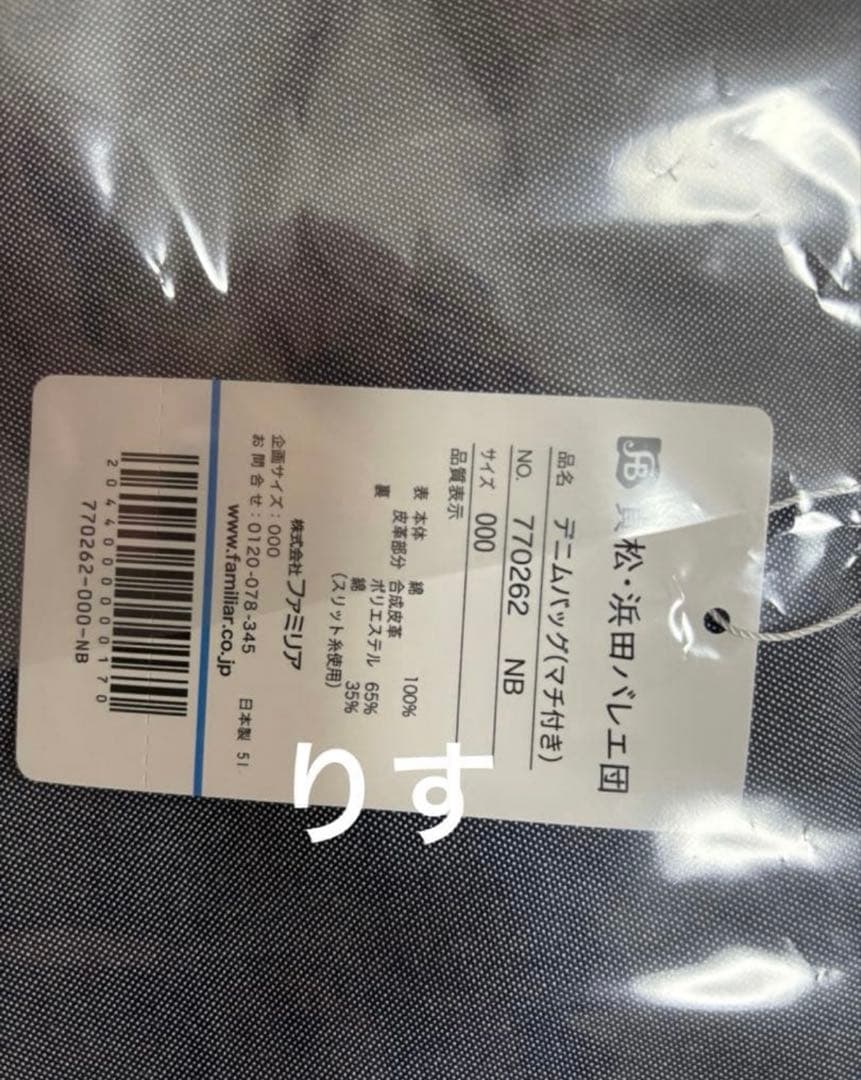 貞松・浜田バレエ団
品名 デニムバッグ(マチ付き)
NO. 770262 NB
サイズ 000
品質表示
表 本体 綿 100%
皮革部分 合成皮革
裏 ポリエステル 65%
綿 35%
(スリット糸使用)
株式会社ファミリア
企画サイズ:000
お問合せ:0120-078-345 日本製 51
www.familiar.co.jp
2044000000170
770262-000-NB
りす